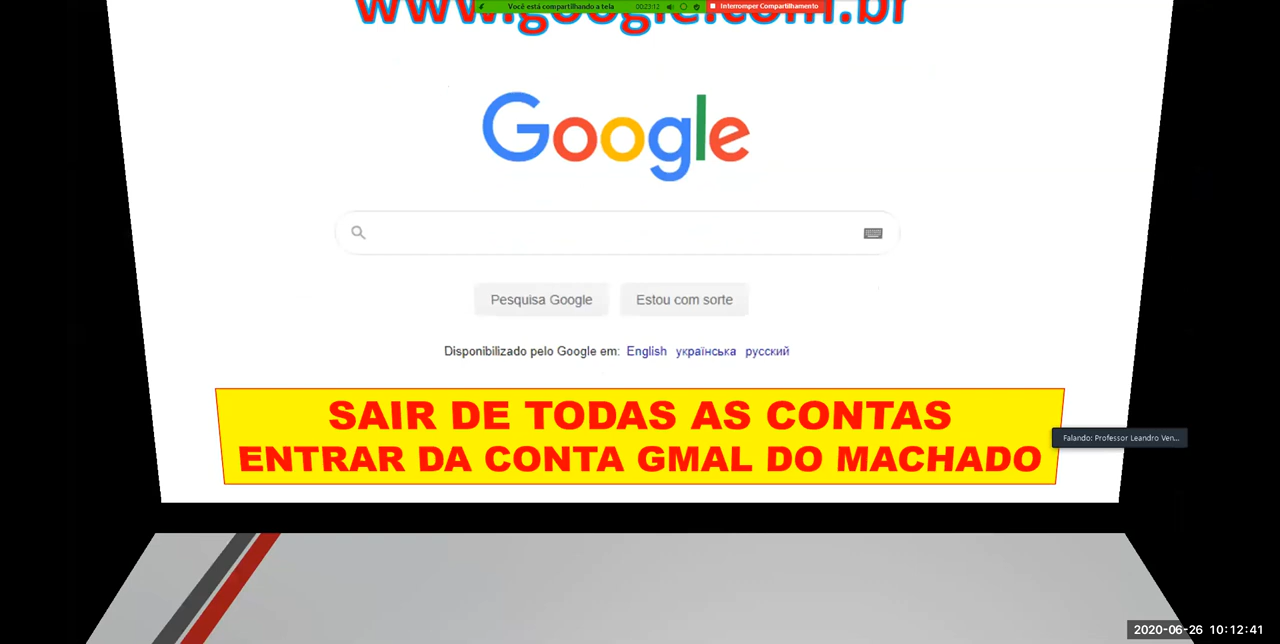 Você está compartilhando a tela 00:23:12 Interromper Compartilhamento
www.google.com.br
Google
Pesquisa Google Estou com sorte
Disponibilizado pelo Google em: English українська русский
SAIR DE TODAS AS CONTAS
ENTRAR DA CONTA GMAL DO MACHADO
Falando: Professor Leandro Ven...
2020-06-26 10:12:41